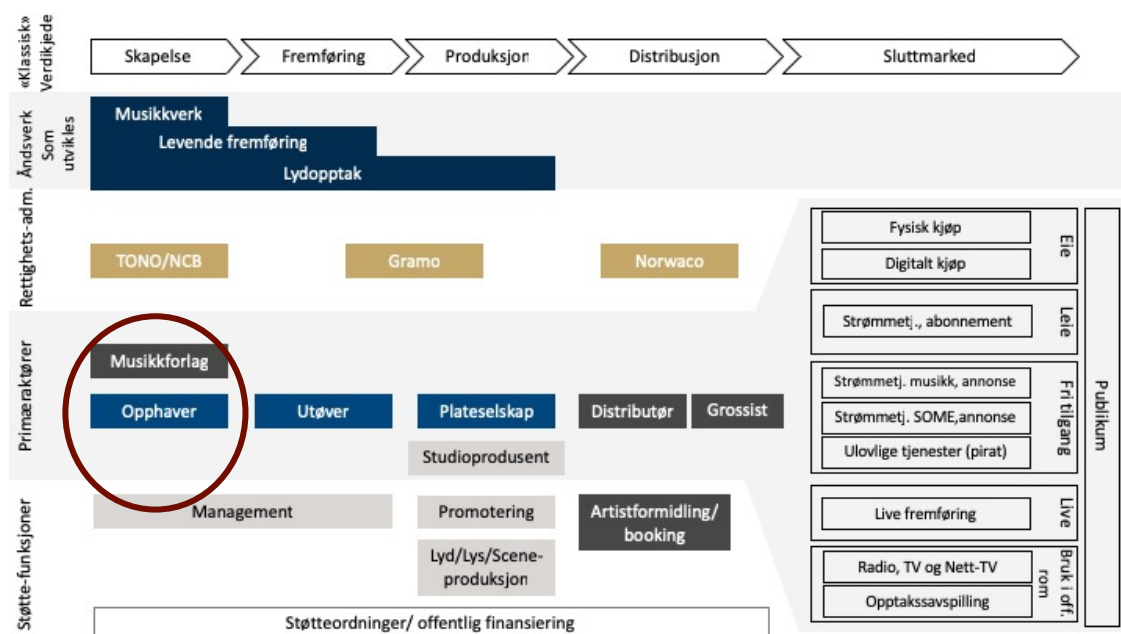 «Klassisk»
Verdikjede
Skapelse
Fremføring
Produksjon
Distribusjon
Sluttmarked
Åndsverk
Som
utvikles
Musikkverk
Levende fremføring
Lydopptak
Rettighets-adm.
TONO/NCB
Gramo
Norwaco
Primæraktører
Musikkforlag
Opphaver
Utøver
Plateselskap
Distributør
Grossist
Studioprodusent
Støtte-funksjoner
Management
Promotering
Artistformidling/
booking
Lyd/Lys/Scene-
produksjon
Støtteordninger/ offentlig finansiering
Fysisk kjøp
Digitalt kjøp
Eie
Strømmetj., abonnement
Leie
Strømmetj. musikk, annonse
Strømmetj. SOME,annonse
Ulovlige tjenester (pirat)
Fri tilgang
Live fremføring
Live
Radio, TV og Nett-TV
Opptakssavspilling
Bruk i off.
rom
Publikum